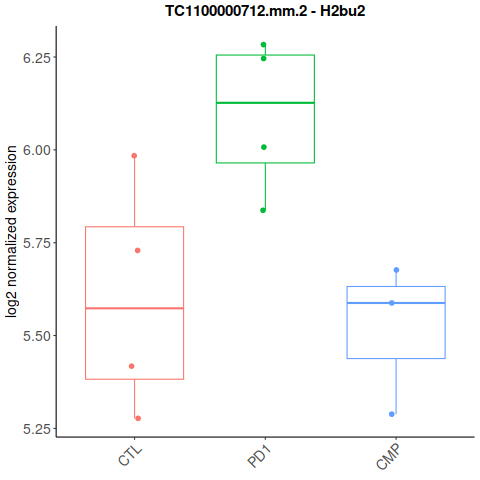 TC1100000712.mm.2 - H2bu2
log2 normalized expression
6.25
6.00
5.75
5.50
5.25
CTL
PD1
CMP